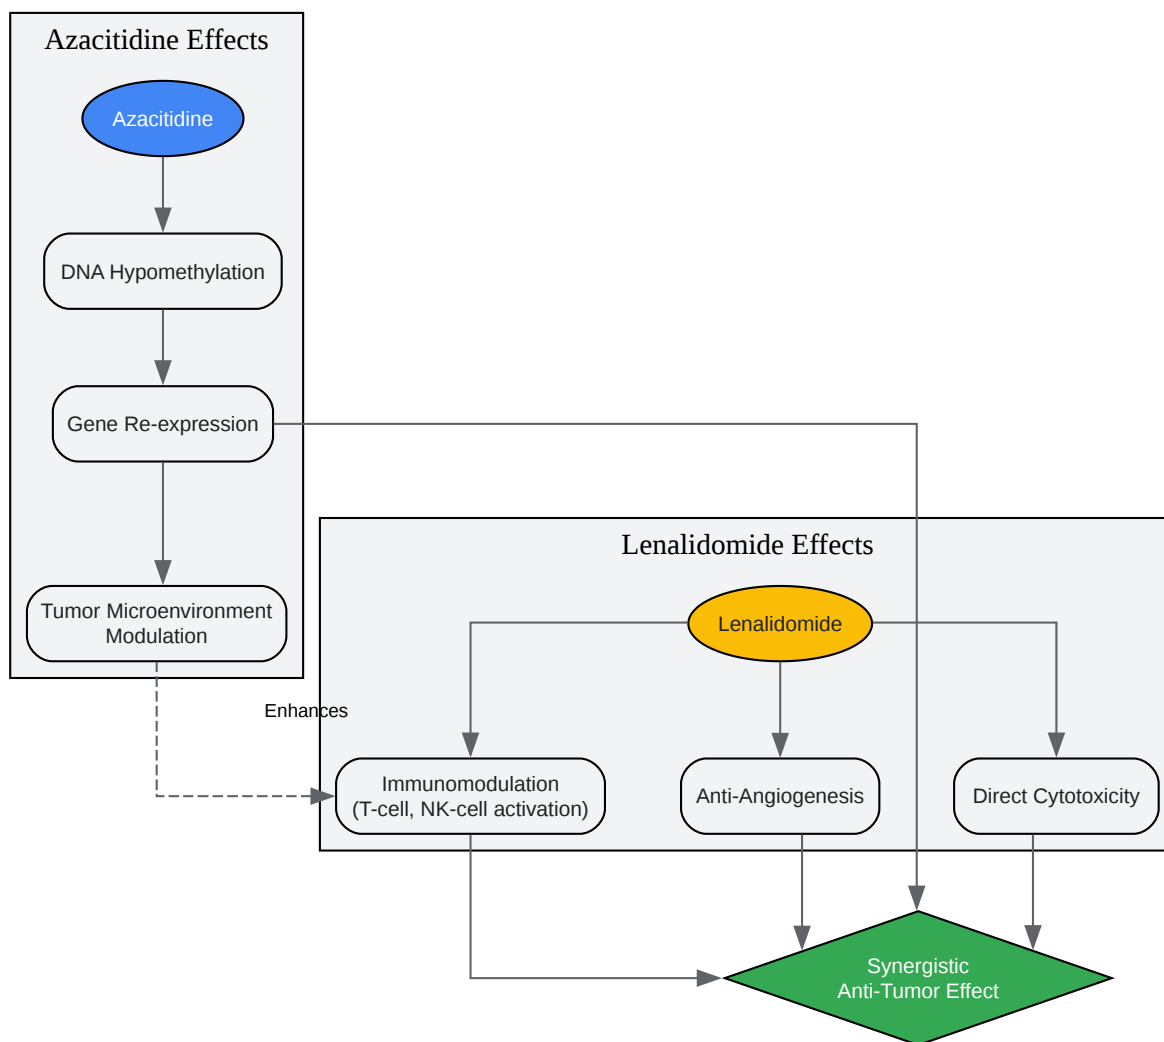 Azacitidine Effects
Azacitidine
DNA Hypomethylation
Gene Re-expression
Tumor Microenvironment
Modulation
Enhances
Lenalidomide Effects
Lenalidomide
Immunomodulation
(T-cell, NK-cell activation)
Anti-Angiogenesis
Direct Cytotoxicity
Synergistic
Anti-Tumor Effect